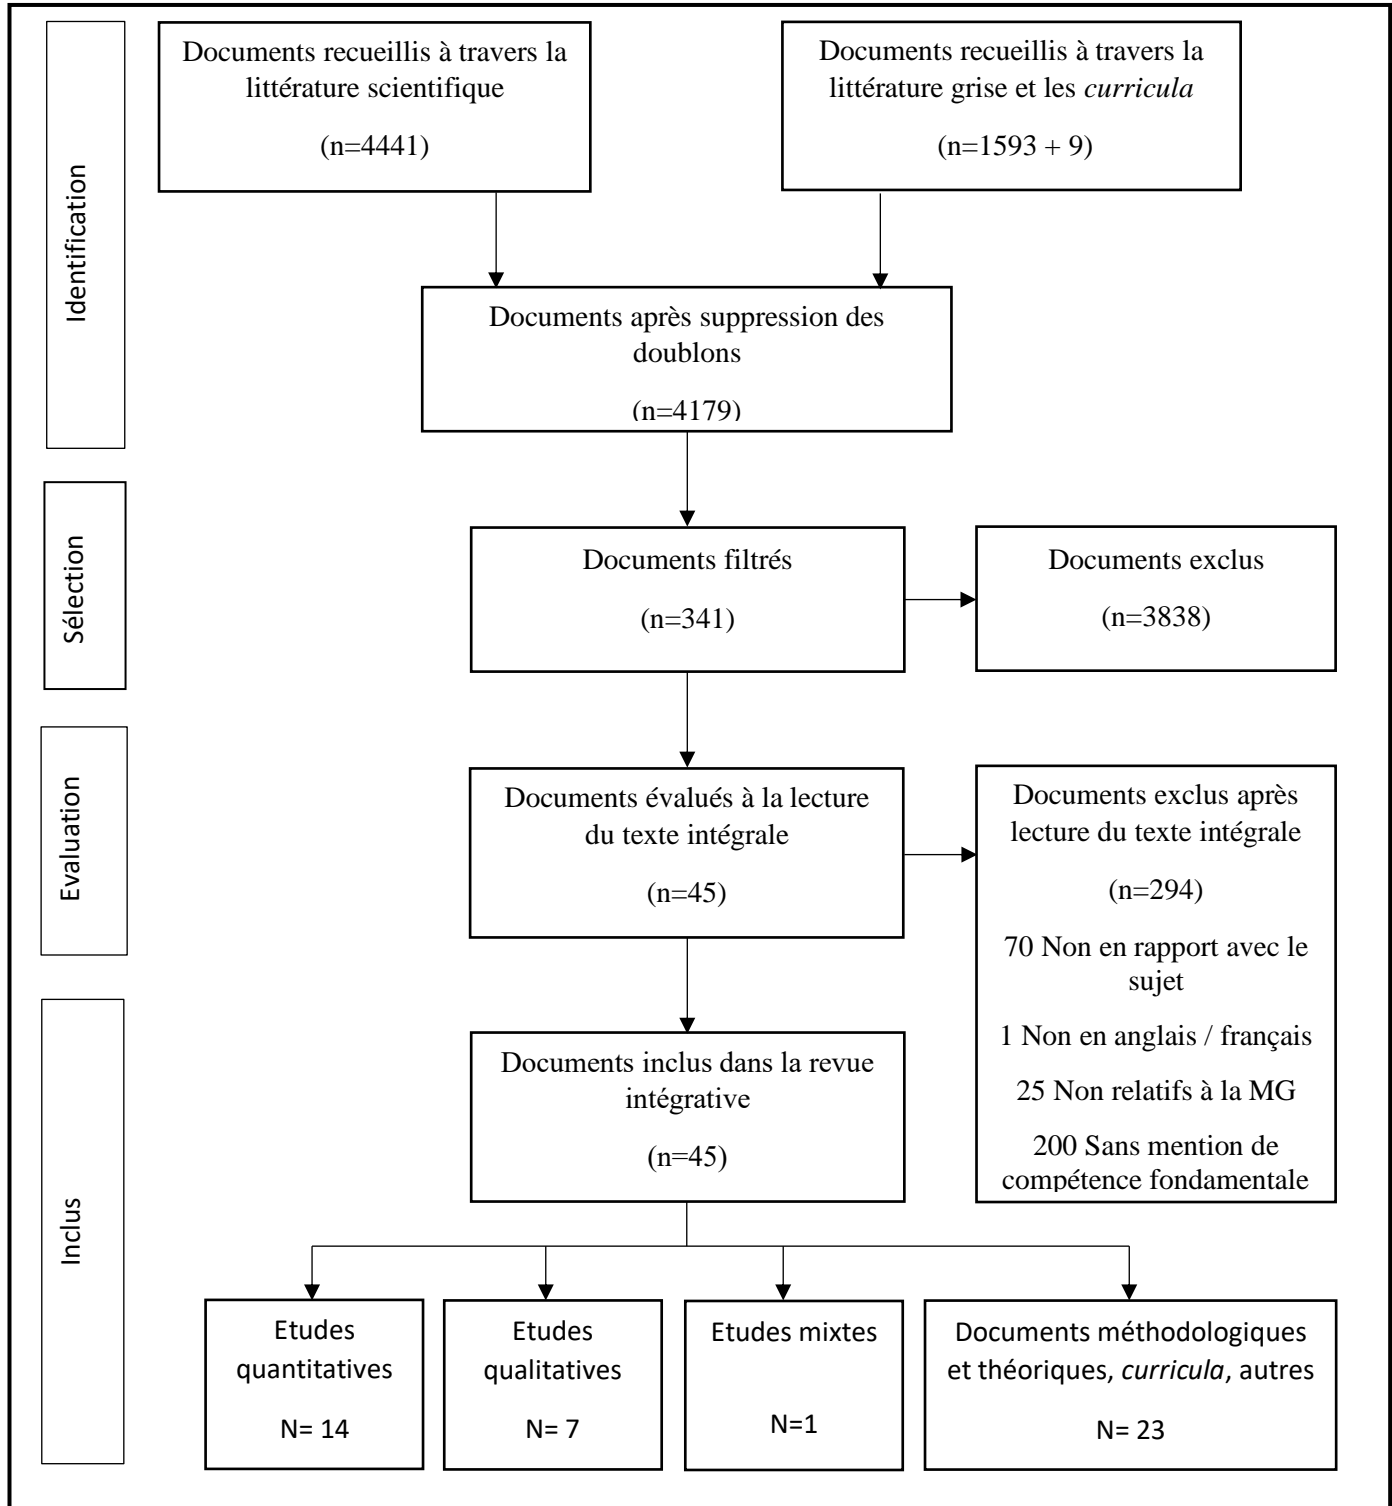 Identification
Documents recueillis à travers la
littérature scientifique
(n=4441)
Documents recueillis à travers la
littérature grise et les curricula
(n=1593 + 9)
Documents après suppression des
doublons
(n=4179)
Sélection
Documents filtrés
(n=341)
Documents exclus
(n=3838)
Evaluation
Documents évalués à la lecture
du texte intégrale
(n=45)
Documents exclus après
lecture du texte intégrale
(n=294)
70 Non en rapport avec le
sujet
1 Non en anglais / français
25 Non relatifs à la MG
200 Sans mention de
compétence fondamentale
Inclus
Documents inclus dans la revue
intégrative
(n=45)
Etudes
quantitatives
N= 14
Etudes
qualitatives
N= 7
Etudes mixtes
N=1
Documents méthodologiques
et théoriques, curricula, autres
N= 23